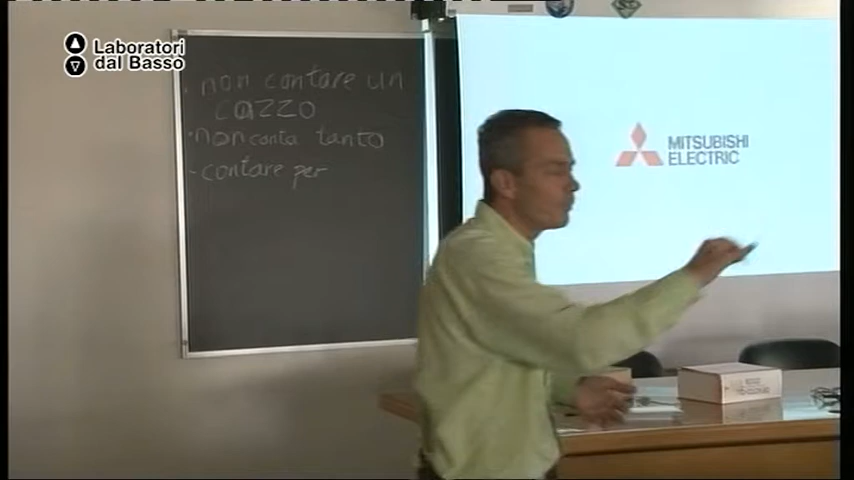 Laboratori
dal Basso
- non contare un
cazzo
- non conta tanto
- contare per
MITSUBISHI
ELECTRIC